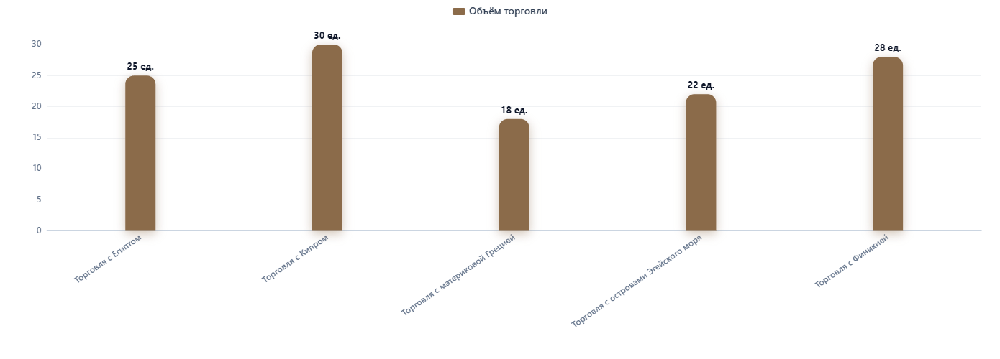 Объём торговли
30 ед.
28 ед.
25 ед.
22 ед.
18 ед.
30
25
20
15
10
5
0
Торговля с Египтом
Торговля с Кипром
Торговля с материковой Грецией
Торговля с островами Эгейского моря
Торговля с Финикией